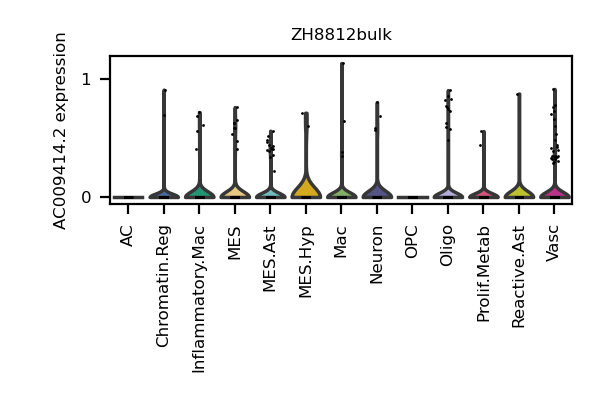 ZH8812bulk
AC009414.2 expression
1
0
AC
Chromatin.Reg
Inflammatory.Mac
MES
MES.Ast
MES.Hyp
Mac
Neuron
OPC
Oligo
Prolif.Metab
Reactive.Ast
Vasc